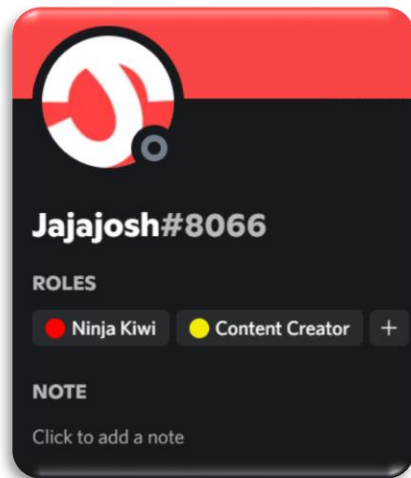 Jajajosh#8066
ROLES
Ninja Kiwi Content Creator +
NOTE
Click to add a note